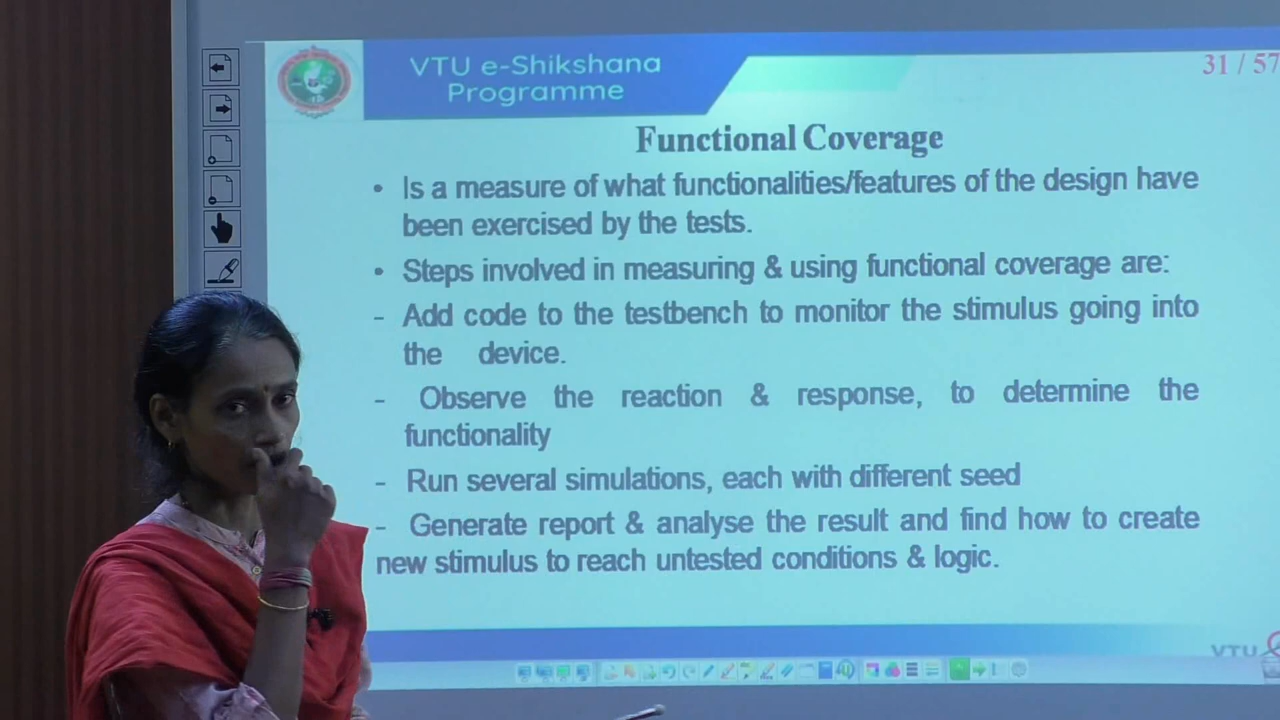 VTU e-Shikshana
Programme
31 / 57
Functional Coverage
• Is a measure of what functionalities/features of the design have
been exercised by the tests.
• Steps involved in measuring & using functional coverage are:
- Add code to the testbench to monitor the stimulus going into
the device.
- Observe the reaction & response, to determine the
functionality
- Run several simulations, each with different seed
- Generate report & analyse the result and find how to create
new stimulus to reach untested conditions & logic.
VTU